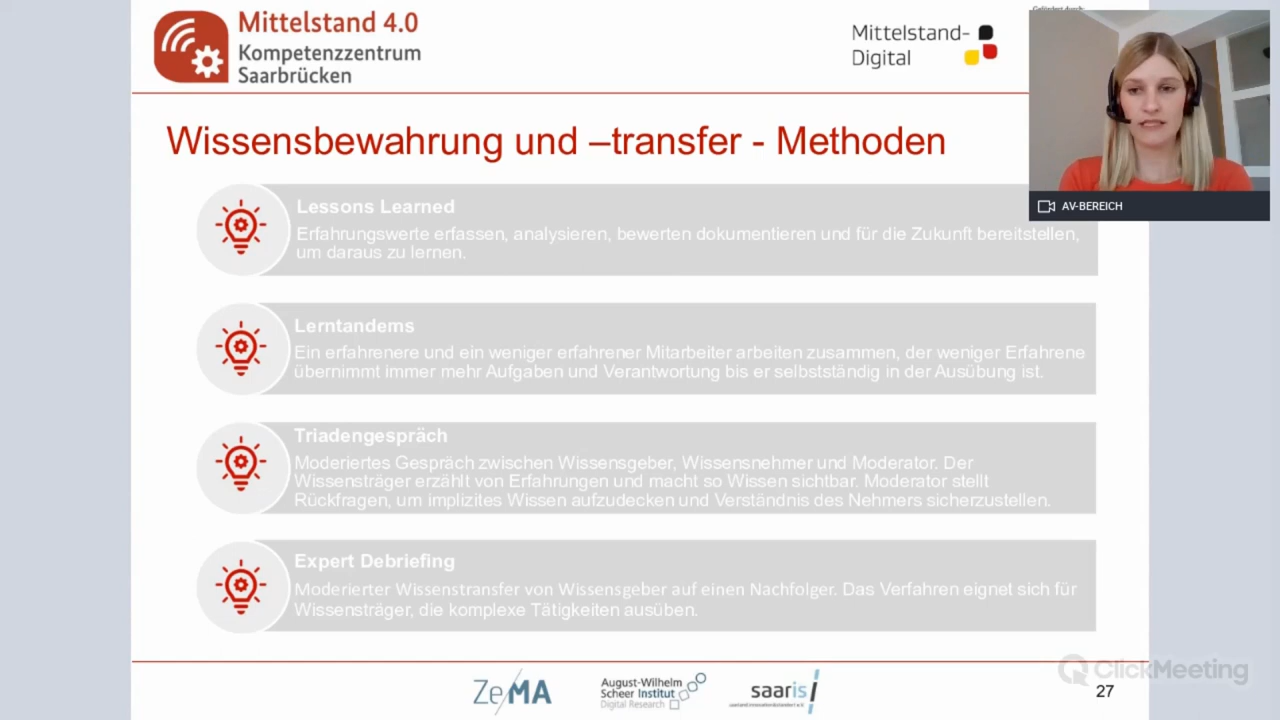 Mittelstand 4.0
Kompetenzzentrum
Saarbrücken
Mittelstand-
Digital
Gefördert durch:
AV-BEREICH
Wissensbewahrung und –transfer - Methoden
Lessons Learned
Erfahrungswerte erfassen, analysieren, bewerten dokumentieren und für die Zukunft bereitstellen,
um daraus zu lernen.
Lerntandems
Ein erfahrenere und ein weniger erfahrener Mitarbeiter arbeiten zusammen, der weniger Erfahrene
übernimmt immer mehr Aufgaben und Verantwortung bis er selbstständig in der Ausübung ist.
Triadengespräch
Moderiertes Gespräch zwischen Wissensgeber, Wissensnehmer und Moderator. Der
Wissensträger erzählt von Erfahrungen und macht so Wissen sichtbar. Moderator stellt
Rückfragen, um implizites Wissen aufzudecken und Verständnis des Nehmers sicherzustellen.
Expert Debriefing
Moderierter Wissenstransfer von Wissensgeber auf einen Nachfolger. Das Verfahren eignet sich für
Wissensträger, die komplexe Tätigkeiten ausüben.
ZeMA
August-Wilhelm
Scheer Institut
Digital Research
saaris
ClickMeeting
27